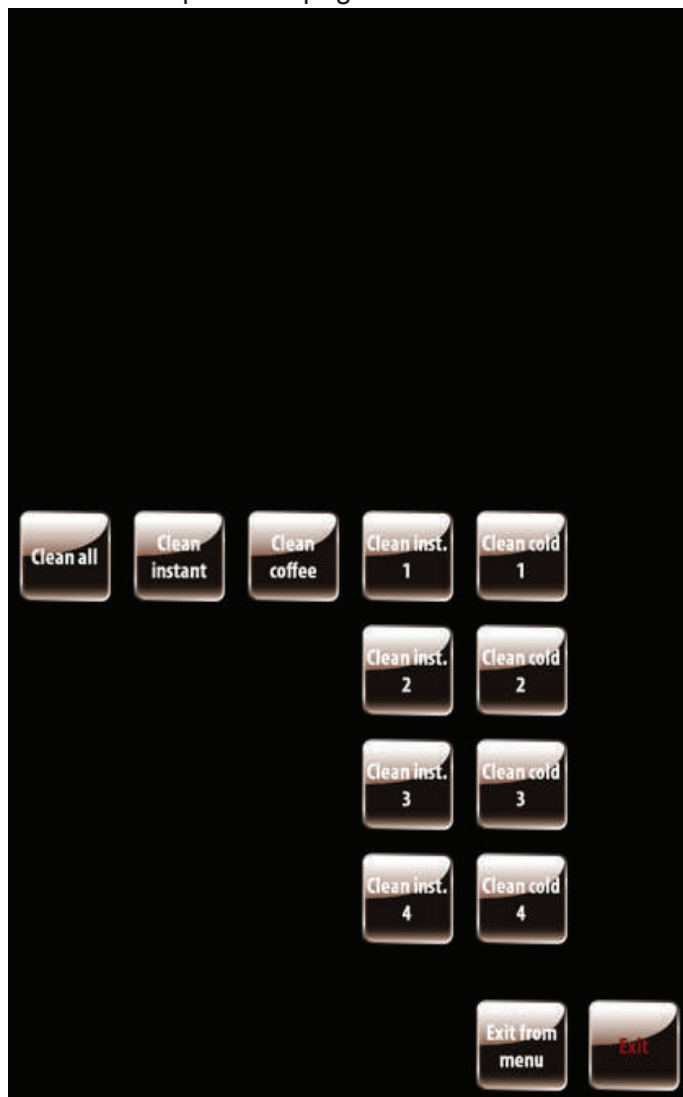 Clean all
Clean
instant
Clean
coffee
Clean inst.
1
Clean cold
1
Clean inst.
2
Clean cold
2
Clean inst.
3
Clean cold
3
Clean inst.
4
Clean cold
4
Exit from
menu
Exit